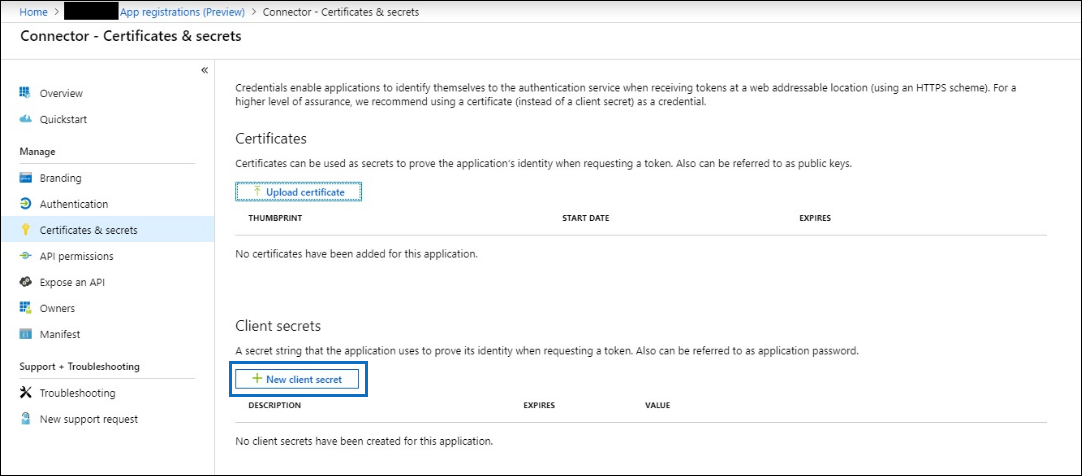 Home > App registrations (Preview) > Connector - Certificates & secrets
Connector - Certificates & secrets
«
Overview
Quickstart
Manage
Branding
Authentication
Certificates & secrets
API permissions
Expose an API
Owners
Manifest
Support + Troubleshooting
Troubleshooting
New support request
Credentials enable applications to identify themselves to the authentication service when receiving tokens at a web addressable location (using an HTTPS scheme). For a
higher level of assurance, we recommend using a certificate (instead of a client secret) as a credential.
Certificates
Certificates can be used as secrets to prove the application's identity when requesting a token. Also can be referred to as public keys.
Upload certificate
THUMBPRINT START DATE EXPIRES
No certificates have been added for this application.
Client secrets
A secret string that the application uses to prove its identity when requesting a token. Also can be referred to as application password.
+ New client secret
DESCRIPTION EXPIRES VALUE
No client secrets have been created for this application.